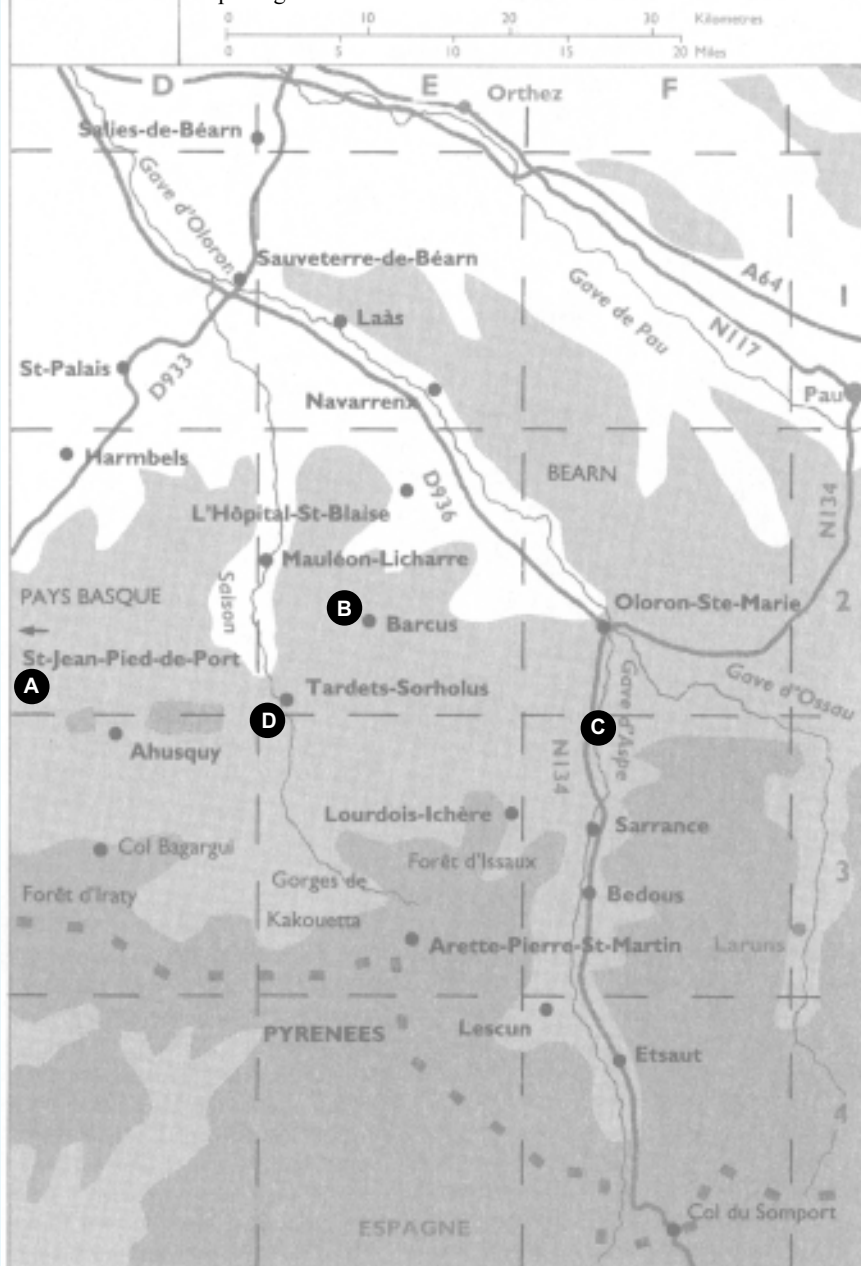 0 10 20 30 Kilometres
0 5 10 15 20 Miles
D E F
Orthez
Salies-de-Béarn
Gave d'Oloron
Sauveterre-de-Béarn
A64
1
Gave de Pau
Laàs
N117
St-Palais
D933
Pau
Navarrenx
Harmbels
BEARN
D936
N134
L'Hôpital-St-Blaise
Mauléon-Licharre
Saison
PAYS BASQUE
B
Oloron-Ste-Marie
2
Barcus
St-Jean-Pied-de-Port
A
Tardets-Sorholus
Gave d'Ossau
D
C
Gave d'Aspe
Ahusquy
N134
Lourdois-Ichère
Sarrance
Col Bagargui
Forêt d'Issaux
3
Forêt d'Iraty
Gorges de
Kakouetta
Bedous
Arette-Pierre-St-Martin
Laruns
Lescun
PYRENEES
Etsaut
4
Col du Somport
ESPAGNE